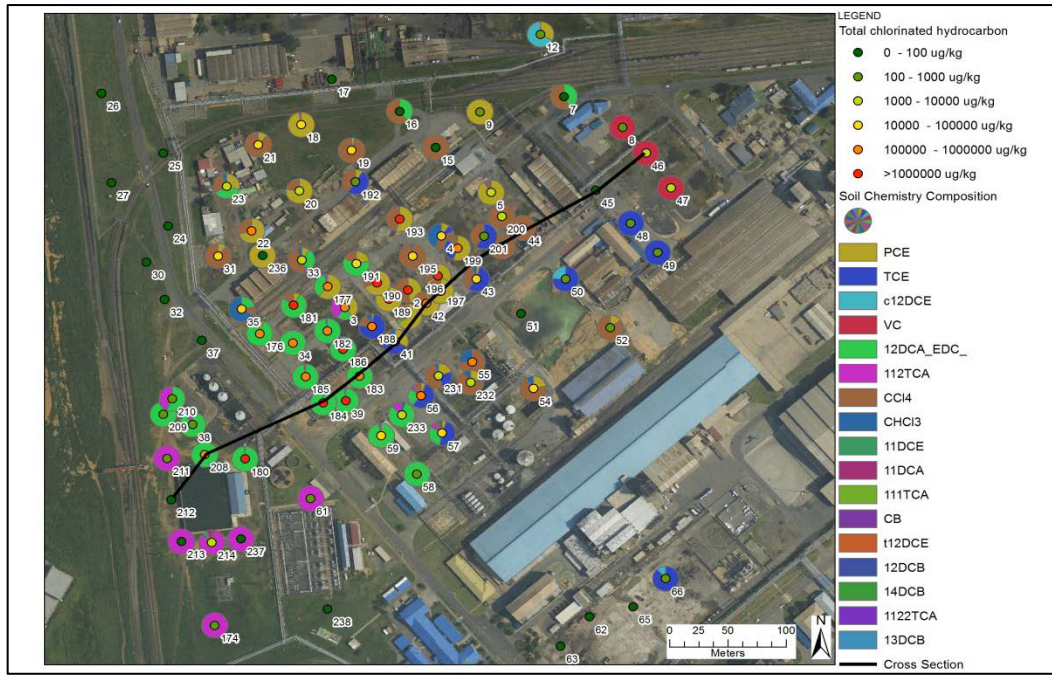 LEGEND
Total chlorinated hydrocarbon
0 - 100 ug/kg
100 - 1000 ug/kg
1000 - 10000 ug/kg
10000 - 100000 ug/kg
100000 - 1000000 ug/kg
>1000000 ug/kg
Soil Chemistry Composition
PCE
TCE
c12DCE
VC
12DCA_EDC_
112TCA
CCl4
CHCl3
11DCE
11DCA
111TCA
CB
t12DCE
12DCB
14DCB
1122TCA
13DCB
Cross Section
12
17
26
7
16
18
9
8
21
19
15
46
25
27
23
20
192
5
45
47
24
22
193
200
44
48
4
201
31
236
33
199
49
30
191
195
196
43
50
32
177
190
197
35
181
3
189
2
42
51
37
176
182
188
52
34
186
41
185
183
231
55
232
54
210
184
39
56
209
38
233
59
57
211
208
180
58
212
61
213
214
237
66
174
238
65
62
63
N
0 25 50 100
Meters